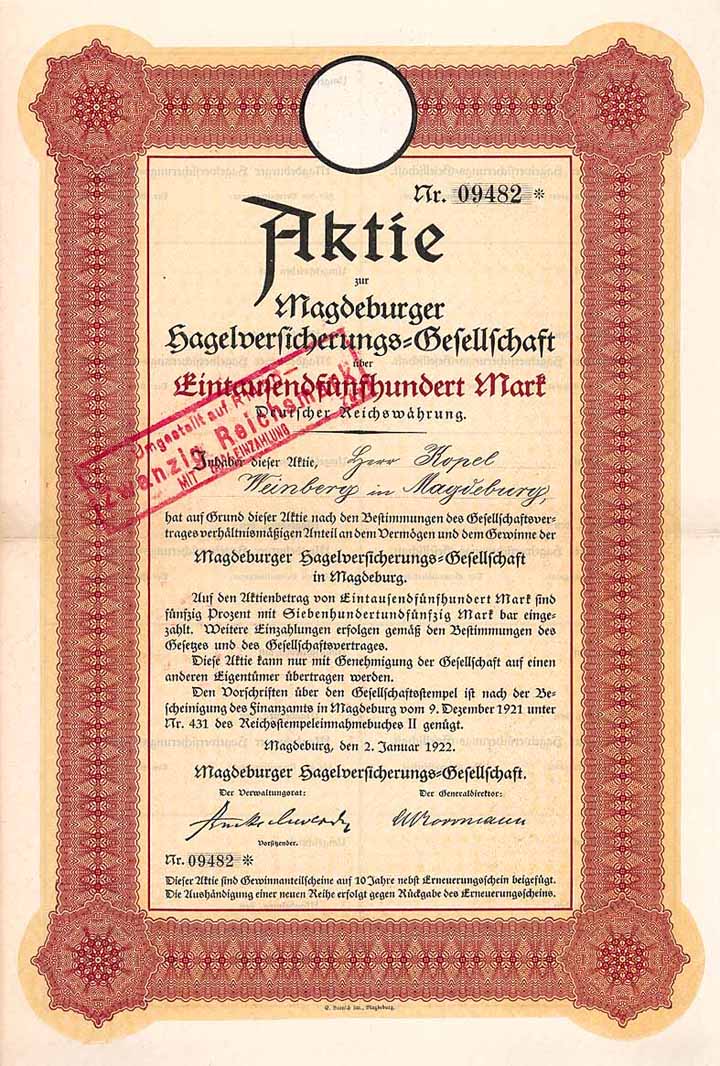 Nr. 09482 *
Aktie
zur
Magdeburger
Hagelversicherungs=Gesellschaft
über
Eintausendfünfhundert Mark
Deutscher Reichswährung.
Umgestellt auf
zwanzig Reichsmark
MIT EINZAHLUNG
Inhaber dieser Aktie, Herr Kopel
Weinberg in Magdeburg,
hat auf Grund dieser Aktie nach den Bestimmungen des Gesellschaftsver-
trages verhältnismäßigen Anteil an dem Vermögen und dem Gewinne der
Magdeburger Hagelversicherungs=Gesellschaft
in Magdeburg.
Auf den Aktienbetrag von Eintausendfünfhundert Mark sind
fünfzig Prozent mit Siebenhundertundfünfzig Mark bar einge-
zahlt. Weitere Einzahlungen erfolgen gemäß den Bestimmungen des
Gesetzes und des Gesellschaftsvertrages.
Diese Aktie kann nur mit Genehmigung der Gesellschaft auf einen
anderen Eigentümer übertragen werden.
Den Vorschriften über den Gesellschaftsstempel ist nach der Be-
scheinigung des Finanzamts in Magdeburg vom 9. Dezember 1921 unter
Nr. 431 des Reichsstempeleinnahmebuches II genügt.
Magdeburg, den 2. Januar 1922.
Magdeburger Hagelversicherungs=Gesellschaft.
Der Verwaltungsrat: Der Generaldirektor:
Vorsitzender.
Nr. 09482 *
Dieser Aktie sind Gewinnanteilscheine auf 10 Jahre nebst Erneuerungsschein beigefügt.
Die Aushändigung einer neuen Reihe erfolgt gegen Rückgabe des Erneuerungsscheins.
E. Baensch jun., Magdeburg.